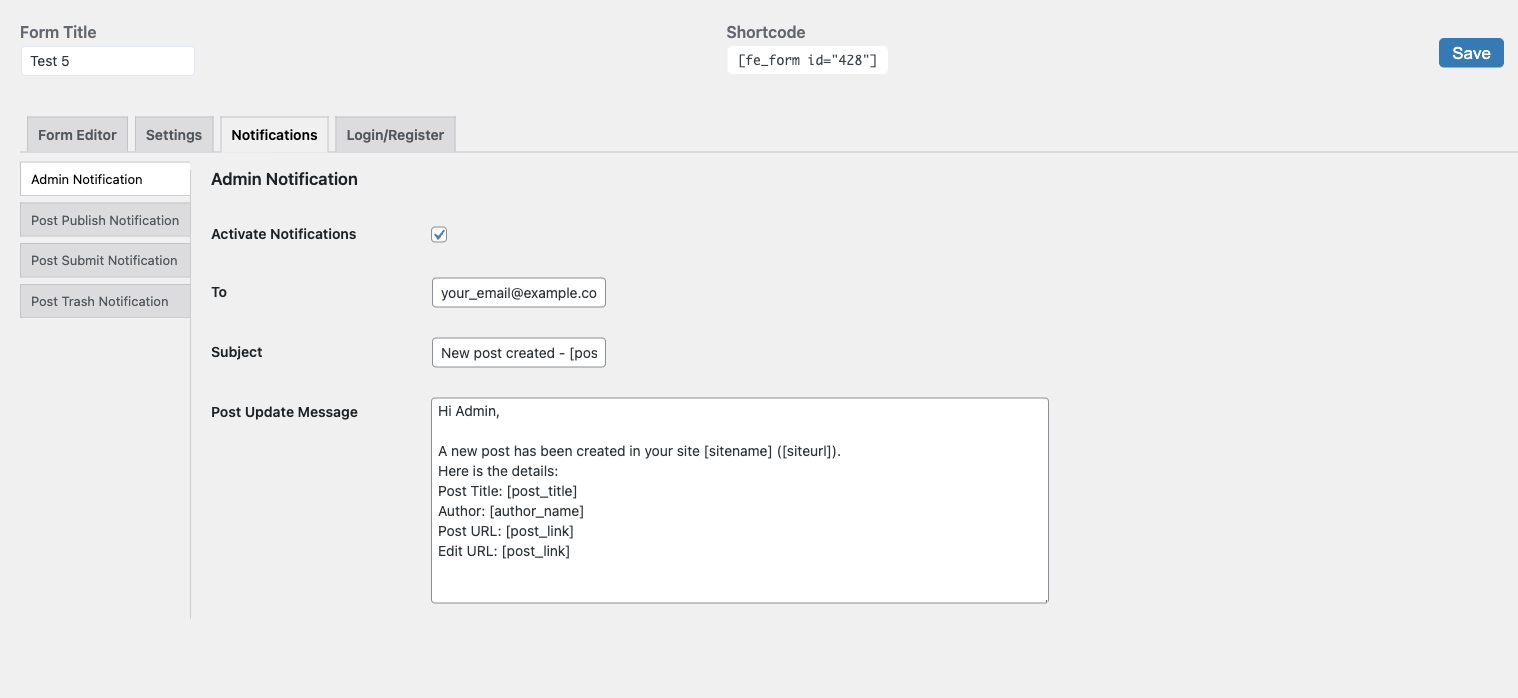 Form Title
Test 5
Shortcode
[fe_form id="428"]
Save
Form Editor
Settings
Notifications
Login/Register
Admin Notification
Post Publish Notification
Post Submit Notification
Post Trash Notification
Admin Notification
Activate Notifications
To
your_email@example.co
Subject
New post created - [pos
Post Update Message
Hi Admin,
A new post has been created in your site [sitename] ([siteurl]).
Here is the details:
Post Title: [post_title]
Author: [author_name]
Post URL: [post_link]
Edit URL: [post_link]